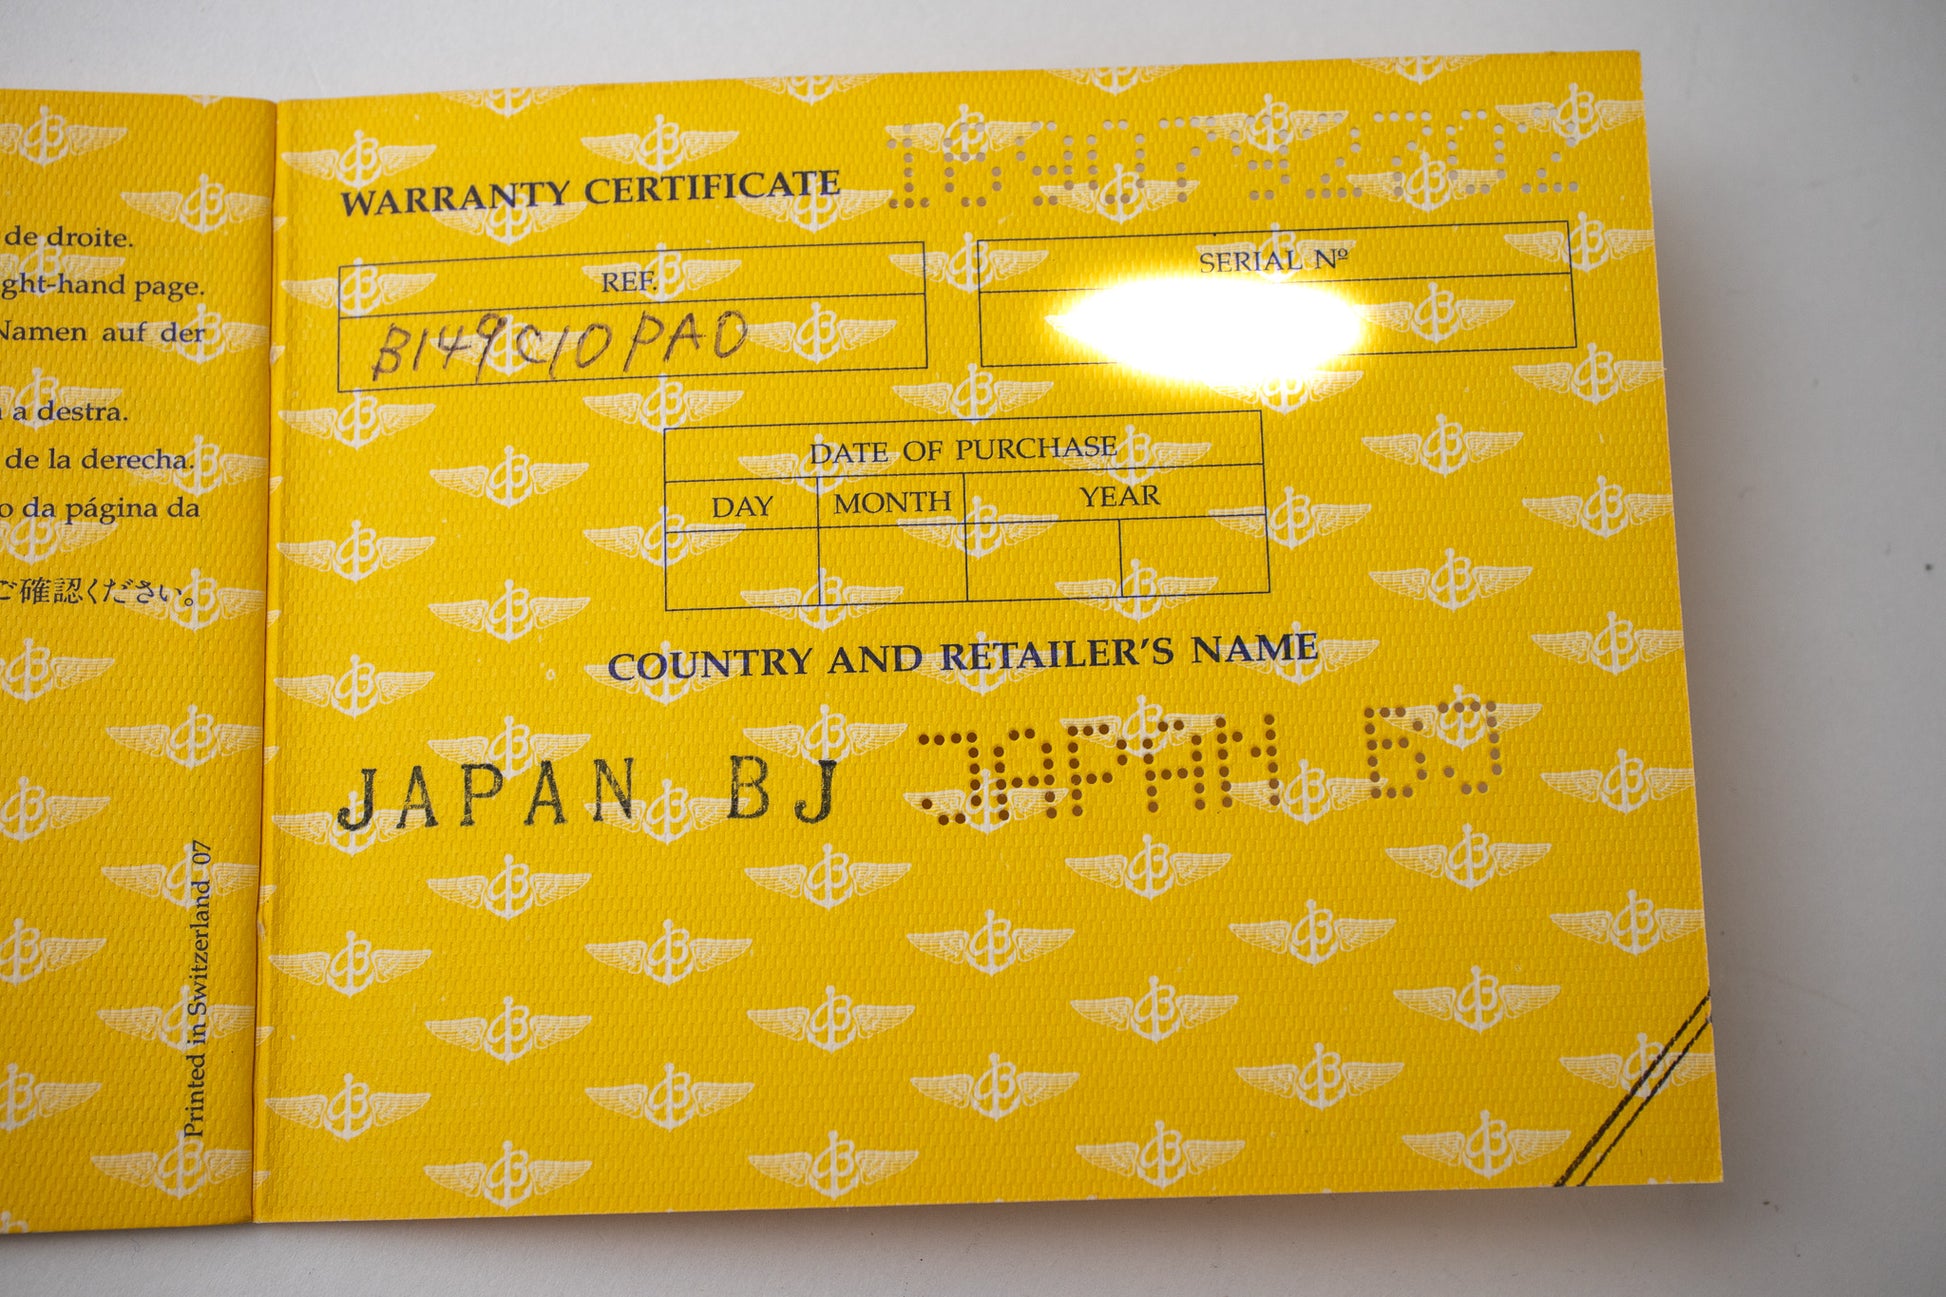 de droite.
ght-hand page.
Namen auf der
a destra.
de la derecha.
o da página da
ご確認ください。
Printed in Switzerland 07
WARRANTY CERTIFICATE
REF.
B149C10PAO
SERIAL Nº
DATE OF PURCHASE
DAY MONTH YEAR
COUNTRY AND RETAILER'S NAME
JAPAN BJ JAPAN BJ